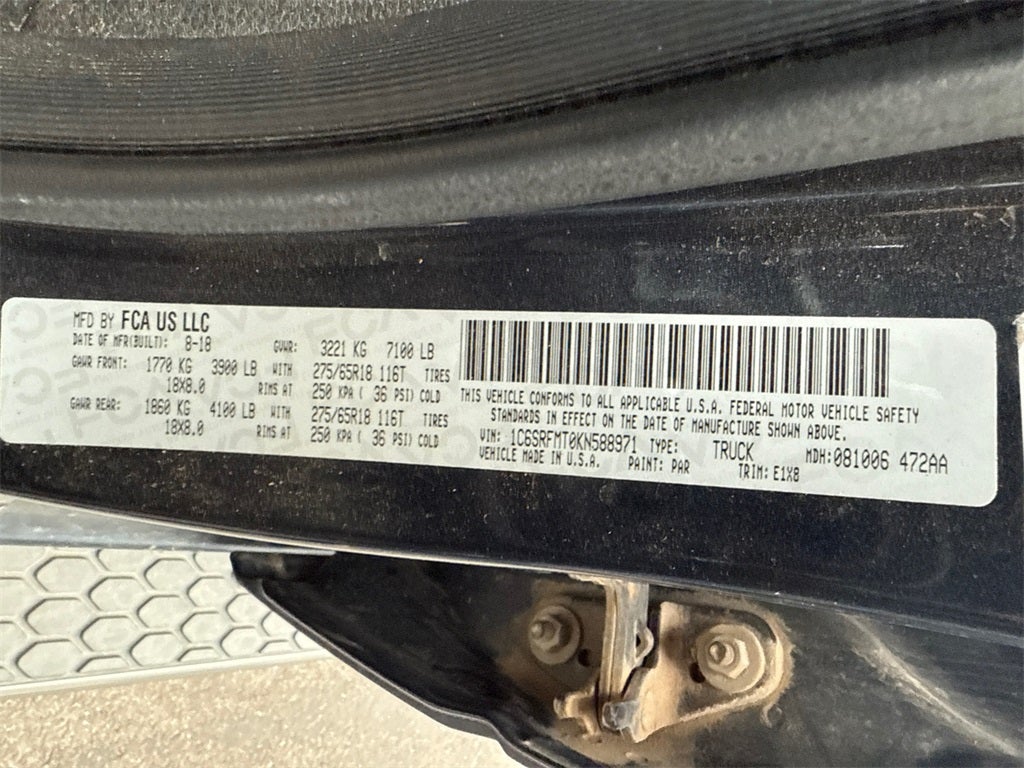 MFD BY FCA US LLC
DATE OF MFR(BUILT): 8-18 GVWR: 3221 KG 7100 LB
GAWR FRONT: 1770 KG 3900 LB WITH 275/65R18 116T TIRES
18X8.0 RIMS AT 250 KPA ( 36 PSI) COLD
GAWR REAR: 1860 KG 4100 LB WITH 275/65R18 116T TIRES
18X8.0 RIMS AT 250 KPA ( 36 PSI) COLD
THIS VEHICLE CONFORMS TO ALL APPLICABLE U.S.A. FEDERAL MOTOR VEHICLE SAFETY
STANDARDS IN EFFECT ON THE DATE OF MANUFACTURE SHOWN ABOVE.
VIN: 1C6SRFMT0KN588971 TYPE: TRUCK MDH:081006 472AA
VEHICLE MADE IN U.S.A. PAINT: PAR TRIM: E1X8